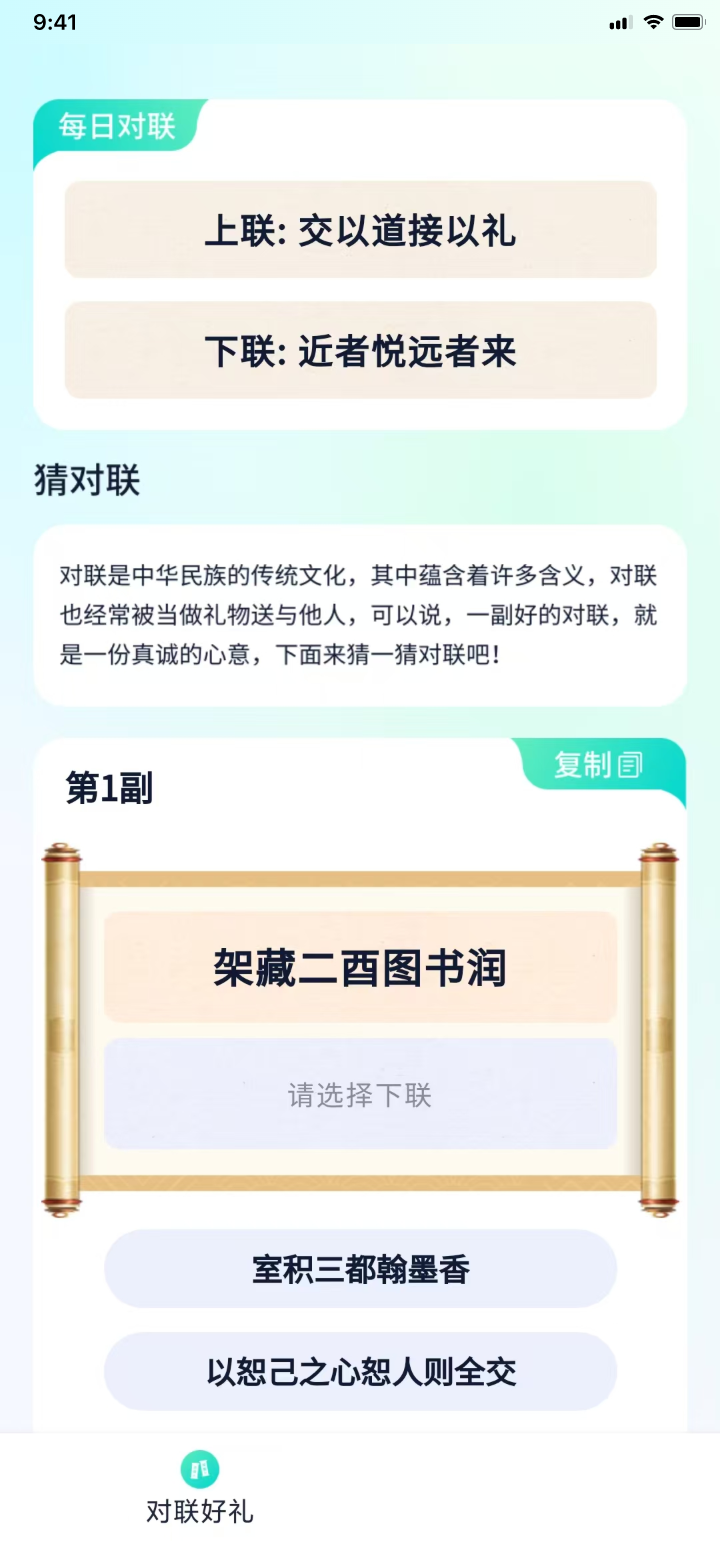 9:41
每日对联
上联: 交以道接以礼
下联: 近者悦远者来
猜对联
对联是中华民族的传统文化，其中蕴含着许多含义，对联
也经常被当做礼物送与他人，可以说，一副好的对联，就
是一份真诚的心意，下面来猜一猜对联吧！
第1副
复制
架藏二酉图书润
请选择下联
室积三都翰墨香
以恕己之心恕人则全交
对联好礼